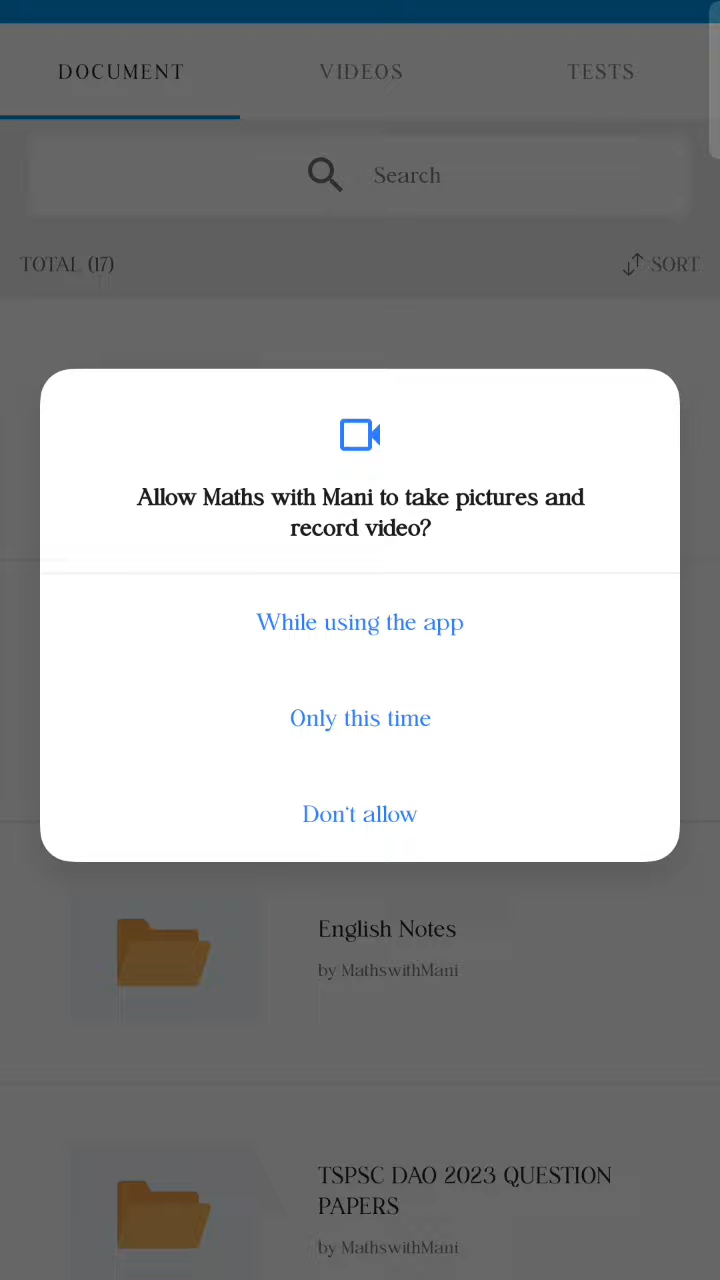 DOCUMENT
VIDEOS
TESTS
Search
TOTAL (17)
SORT
Allow Maths with Mani to take pictures and
record video?
While using the app
Only this time
Don't allow
English Notes
by MathswithMani
TSPSC DAO 2023 QUESTION
PAPERS
by MathswithMani